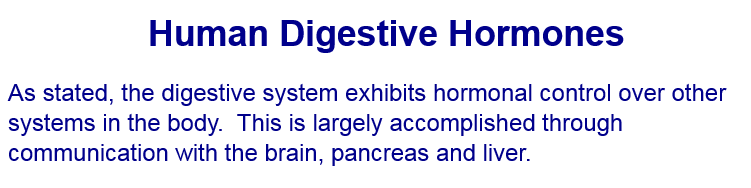 Human Digestive Hormones
As stated, the digestive system exhibits hormonal control over other
systems in the body.  This is largely accomplished through
communication with the brain, pancreas and liver.